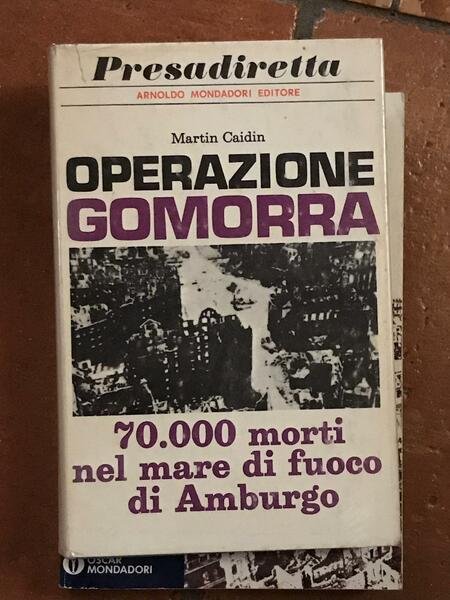 Presadiretta
ARNOLDO MONDADORI EDITORE
Martin Caidin
OPERAZIONE
GOMORRA
70.000 morti
nel mare di fuoco
di Amburgo
OSCAR
MONDADORI